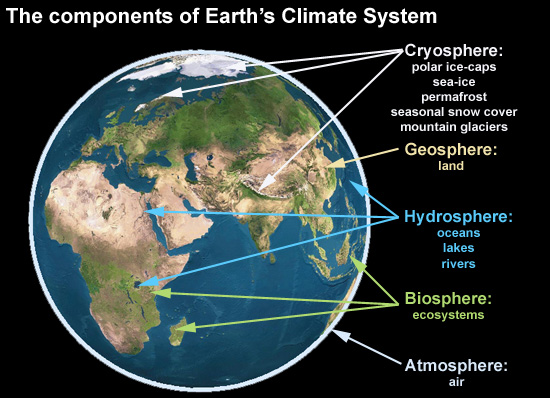 The components of Earth's Climate System
Cryosphere:
polar ice-caps
sea-ice
permafrost
seasonal snow cover
mountain glaciers
Geosphere:
land
Hydrosphere:
oceans
lakes
rivers
Biosphere:
ecosystems
Atmosphere:
air